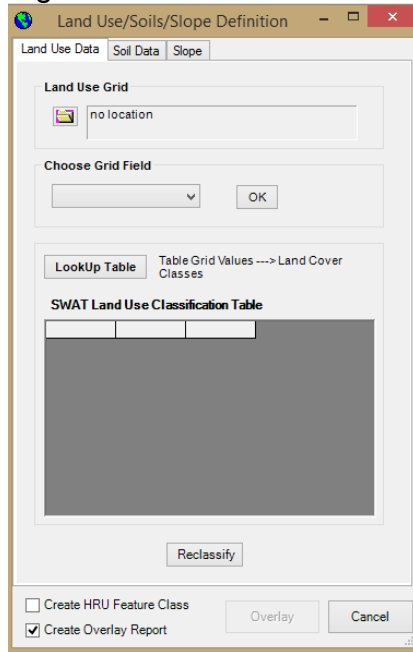 Land Use/Soils/Slope Definition
Land Use Data Soil Data Slope
Land Use Grid
no location
Choose Grid Field
OK
LookUp Table Table Grid Values ---> Land Cover
Classes
SWAT Land Use Classification Table
Reclassify
Create HRU Feature Class
Overlay Cancel
Create Overlay Report